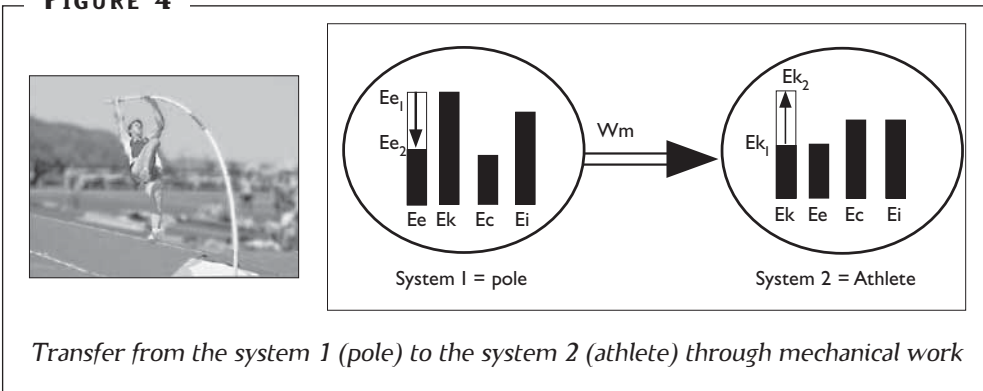 FIGURE 4
Ee1
Ee2
Ee Ek Ec Ei
System 1 = pole
Wm
Ek2
Ek1
Ek Ee Ec Ei
System 2 = Athlete
Transfer from the system 1 (pole) to the system 2 (athlete) through mechanical work